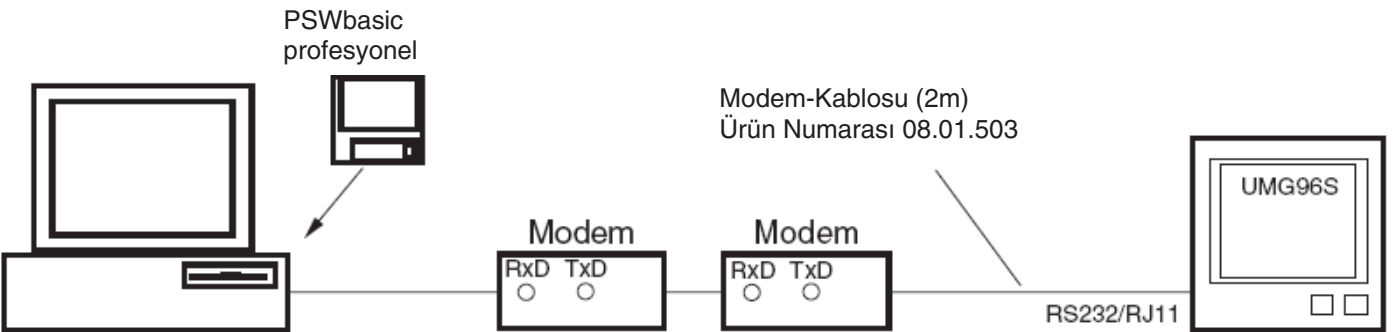 PSWbasic
profesyonel
Modem-Kablosu (2m)
Ürün Numarası 08.01.503
UMG96S
Modem
Modem
RxD TxD
RxD TxD
RS232/RJ11